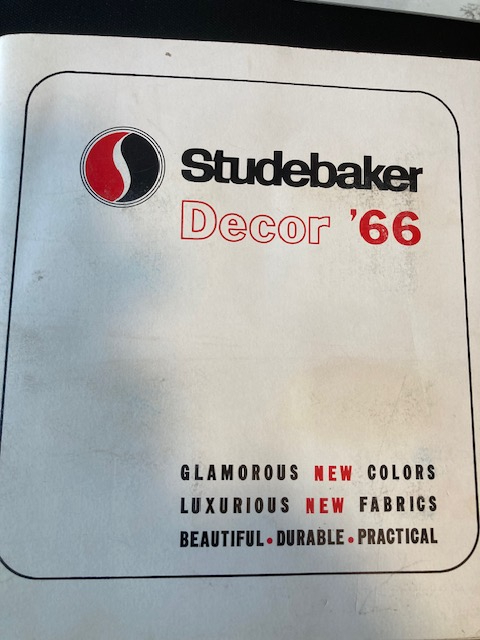 Studebaker
Decor '66
GLAMOROUS NEW COLORS
LUXURIOUS NEW FABRICS
BEAUTIFUL • DURABLE • PRACTICAL